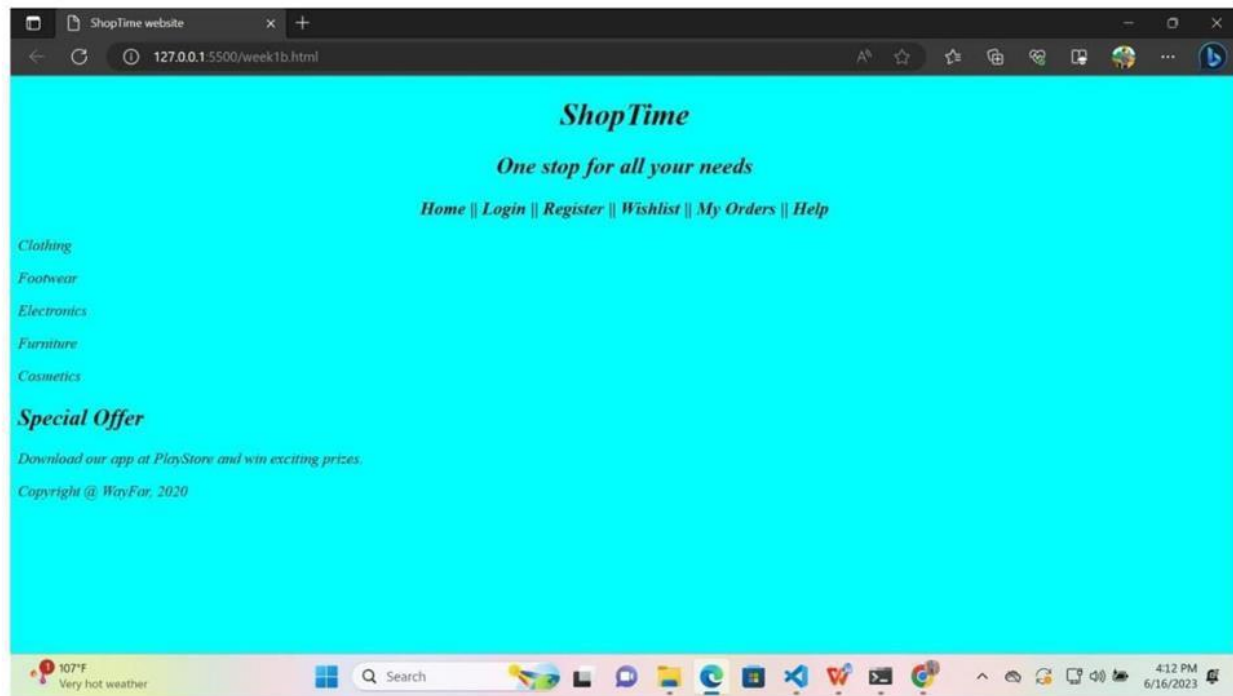 ShopTime website
127.0.0.1:5500/week1b.html
ShopTime
One stop for all your needs
Home || Login || Register || Wishlist || My Orders || Help
Clothing
Footwear
Electronics
Furniture
Cosmetics
Special Offer
Download our app at PlayStore and win exciting prizes.
Copyright @ WayFar, 2020
1
107°F
Very hot weather
Search
4:12 PM
6/16/2023